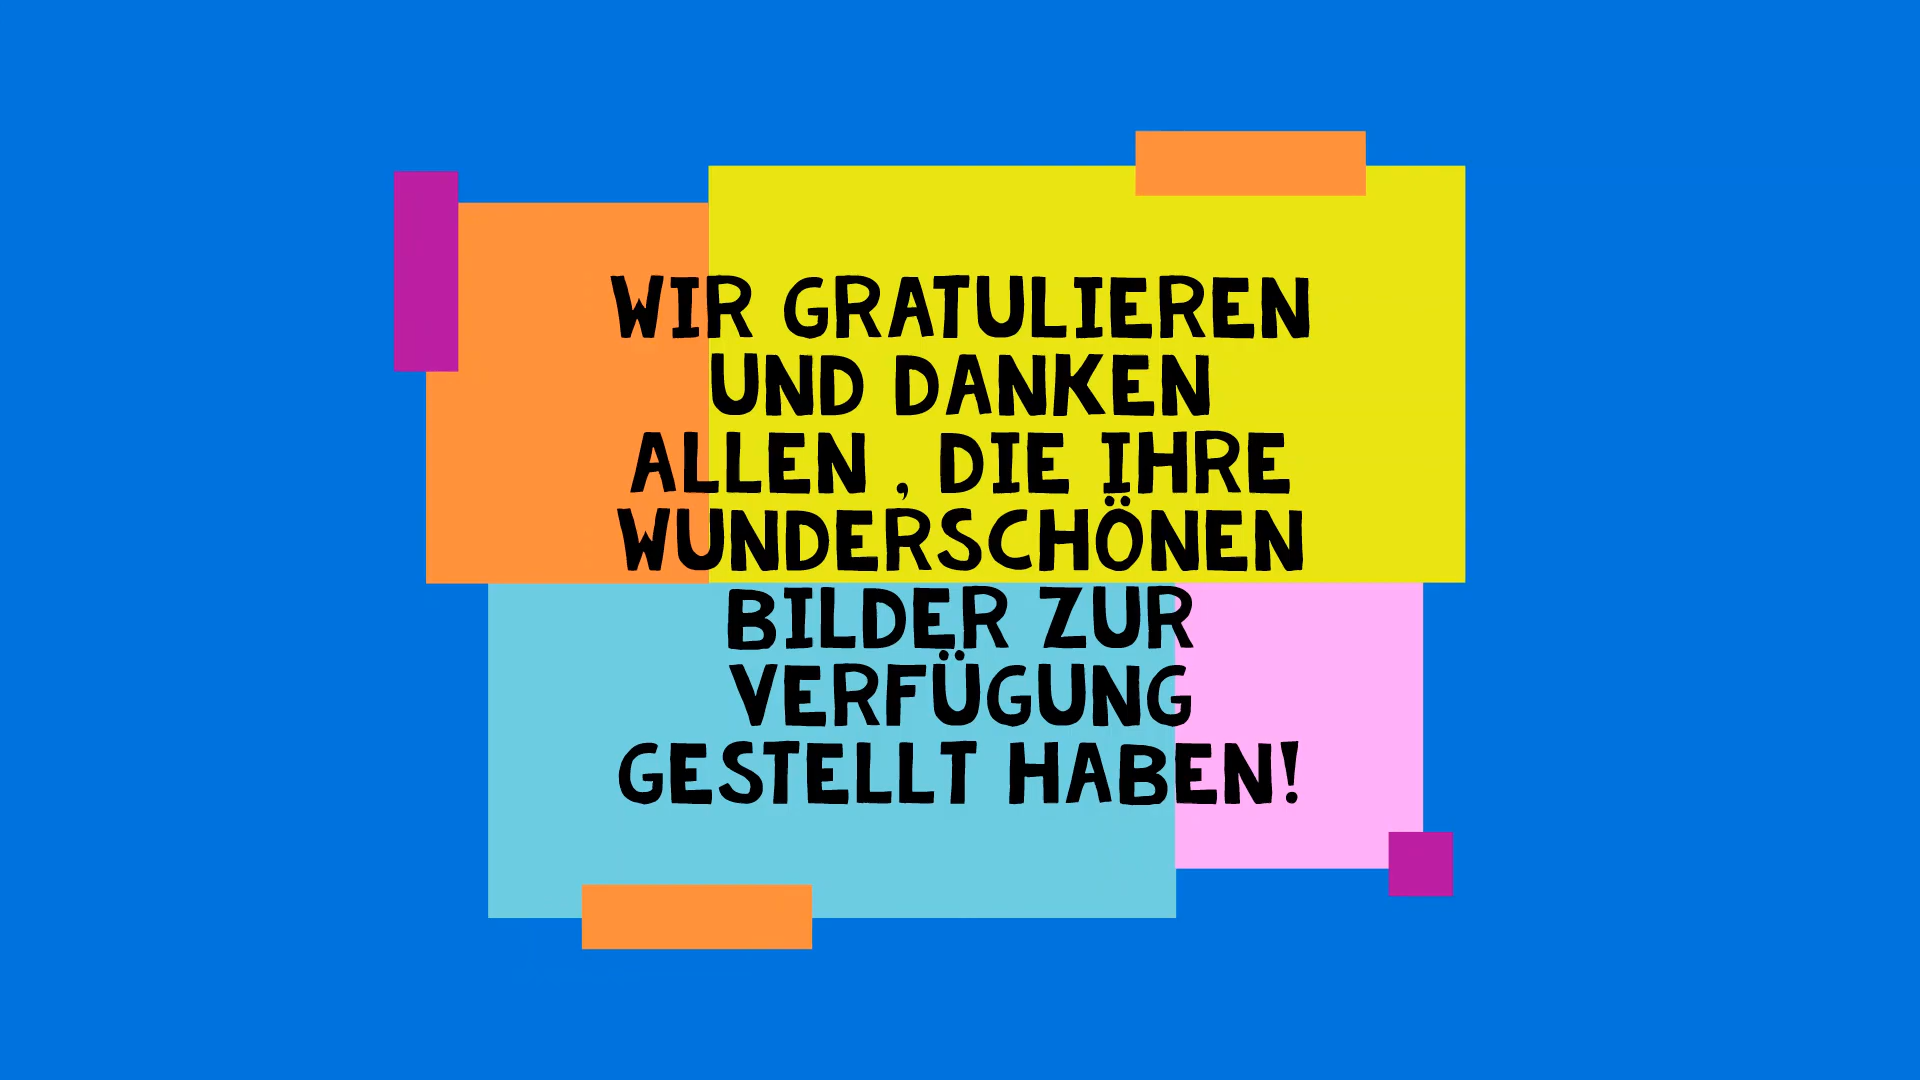 WIR GRATULIEREN
UND DANKEN
ALLEN , DIE IHRE
WUNDERSCHÖNEN
BILDER ZUR
VERFÜGUNG
GESTELLT HABEN!